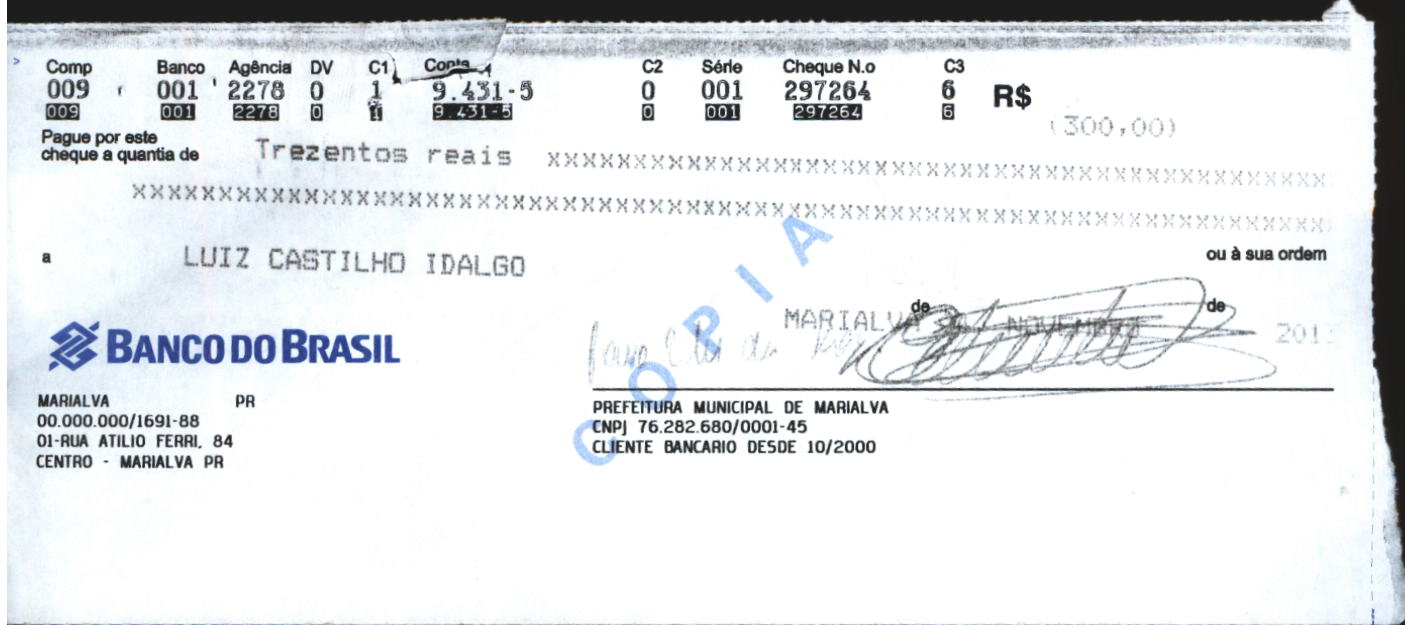 Comp Banco Agência DV C1 Conta C2 Série Cheque N.o C3
009 001 2278 0 1 9.431-5 0 001 297264 6 R$
009 001 2278 0 1 9.431-5 0 001 297264 6
(300,00)
Pague por este
cheque a quantia de Trezentos reais xxxxxxxxxxxxxxxxxxxxxxxxxxxxxxxxxxxxxxxxxxxxxxxxxxxxxxx
xxxxxxxxxxxxxxxxxxxxxxxxxxxxxxxxxxxxxxxxxxxxxxxxxxxxxxxxxxxxxxxxxxxxxxxxxxxxxxxxxxxx
a LUIZ CASTILHO IDALGO ou à sua ordem
MARIALVA de NOVEMBRO de
BANCO DO BRASIL
COPIA
MARIALVA PR
00.000.000/1691-88
01-RUA ATILIO FERRI, 84
CENTRO - MARIALVA PR
PREFEITURA MUNICIPAL DE MARIALVA
CNPJ 76.282.680/0001-45
CLIENTE BANCARIO DESDE 10/2000